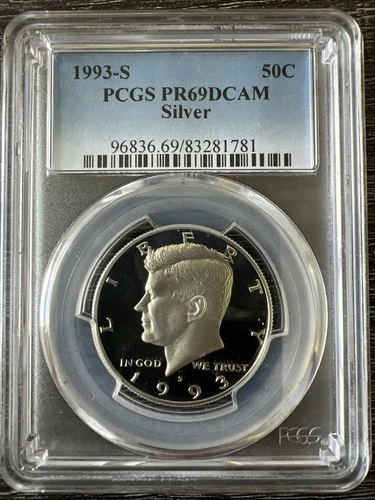 1993-S 50C
PCGS PR69DCAM
Silver
96836.69/83281781
LIBERTY
IN GOD WE TRUST
S
1993
PCGS